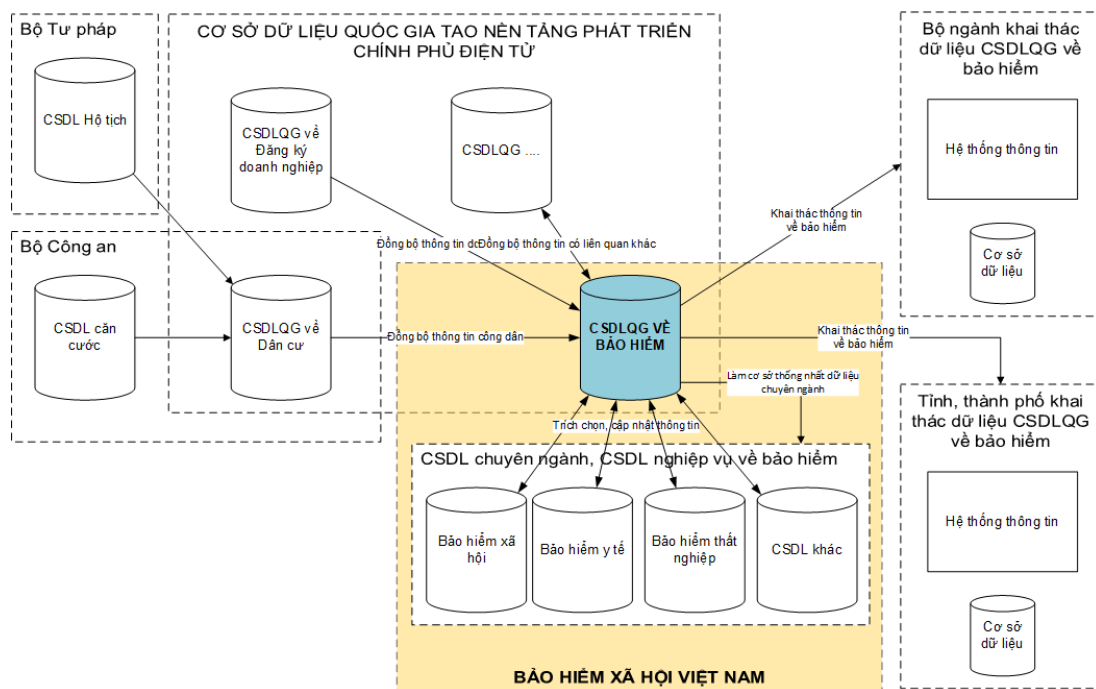 Bộ Tư pháp
CSDL Hộ tịch
CƠ SỞ DỮ LIỆU QUỐC GIA TAO NỀN TẢNG PHÁT TRIỂN
CHÍNH PHỦ ĐIỆN TỬ
CSDLQG về
Đăng ký
doanh nghiệp
CSDLQG ....
Bộ ngành khai thác
dữ liệu CSDLQG về
bảo hiểm
Hệ thống thông tin
Cơ sở
dữ liệu
Khai thác thông tin
về bảo hiểm
Bộ Công an
CSDL căn
cước
CSDLQG về
Dân cư
Đồng bộ thông tin
Đồng bộ thông tin có liên quan khác
Đồng bộ thông tin công dân
CSDLQG VỀ
BẢO HIỂM
Khai thác thông tin
về bảo hiểm
Làm cơ sở thống nhất dữ liệu
chuyên ngành
Trích chọn, cập nhật thông tin
CSDL chuyên ngành, CSDL nghiệp vụ về bảo hiểm
Bảo hiểm xã
hội
Bảo hiểm y tế
Bảo hiểm thất
nghiệp
CSDL khác
BẢO HIỂM XÃ HỘI VIỆT NAM
Tỉnh, thành phố khai
thác dữ liệu CSDLQG
về bảo hiểm
Hệ thống thông tin
Cơ sở
dữ liệu